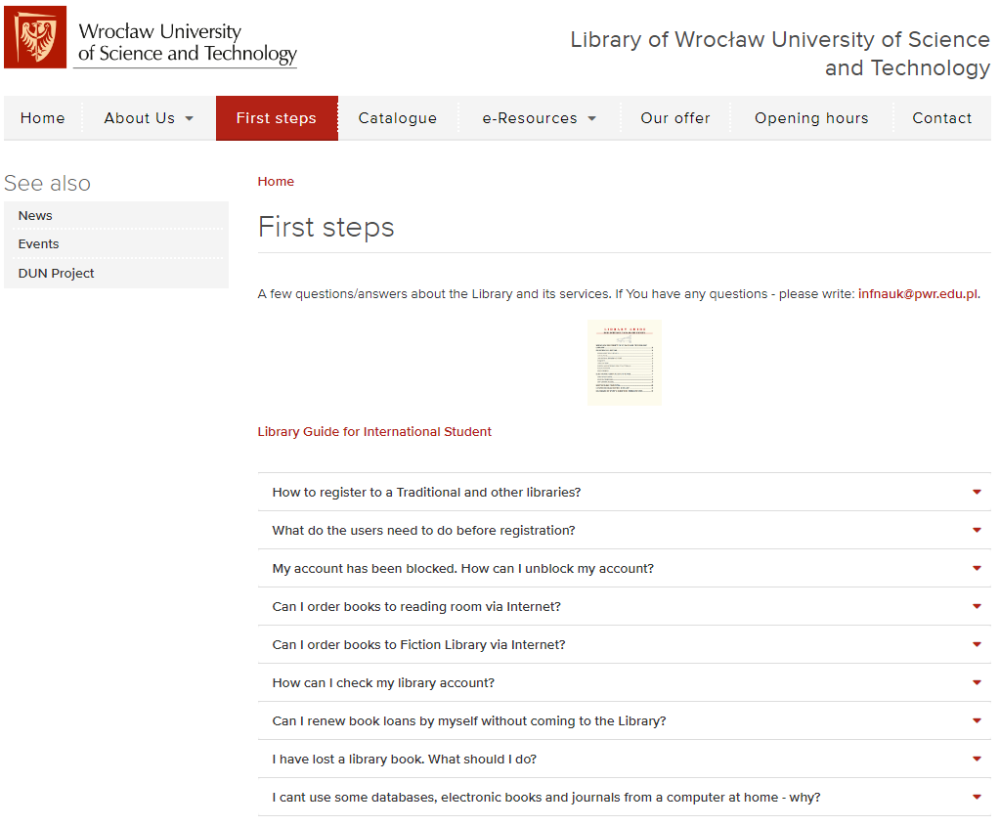 Wrocław University
of Science and Technology
Library of Wrocław University of Science
and Technology
Home
About Us
First steps
Catalogue
e-Resources
Our offer
Opening hours
Contact
See also
News
Events
DUN Project
Home
First steps
A few questions/answers about the Library and its services. If You have any questions - please write: infnauk@pwr.edu.pl.
LIBRARY GUIDE
Library Guide for International Student
How to register to a Traditional and other libraries?
What do the users need to do before registration?
My account has been blocked. How can I unblock my account?
Can I order books to reading room via Internet?
Can I order books to Fiction Library via Internet?
How can I check my library account?
Can I renew book loans by myself without coming to the Library?
I have lost a library book. What should I do?
I cant use some databases, electronic books and journals from a computer at home - why?